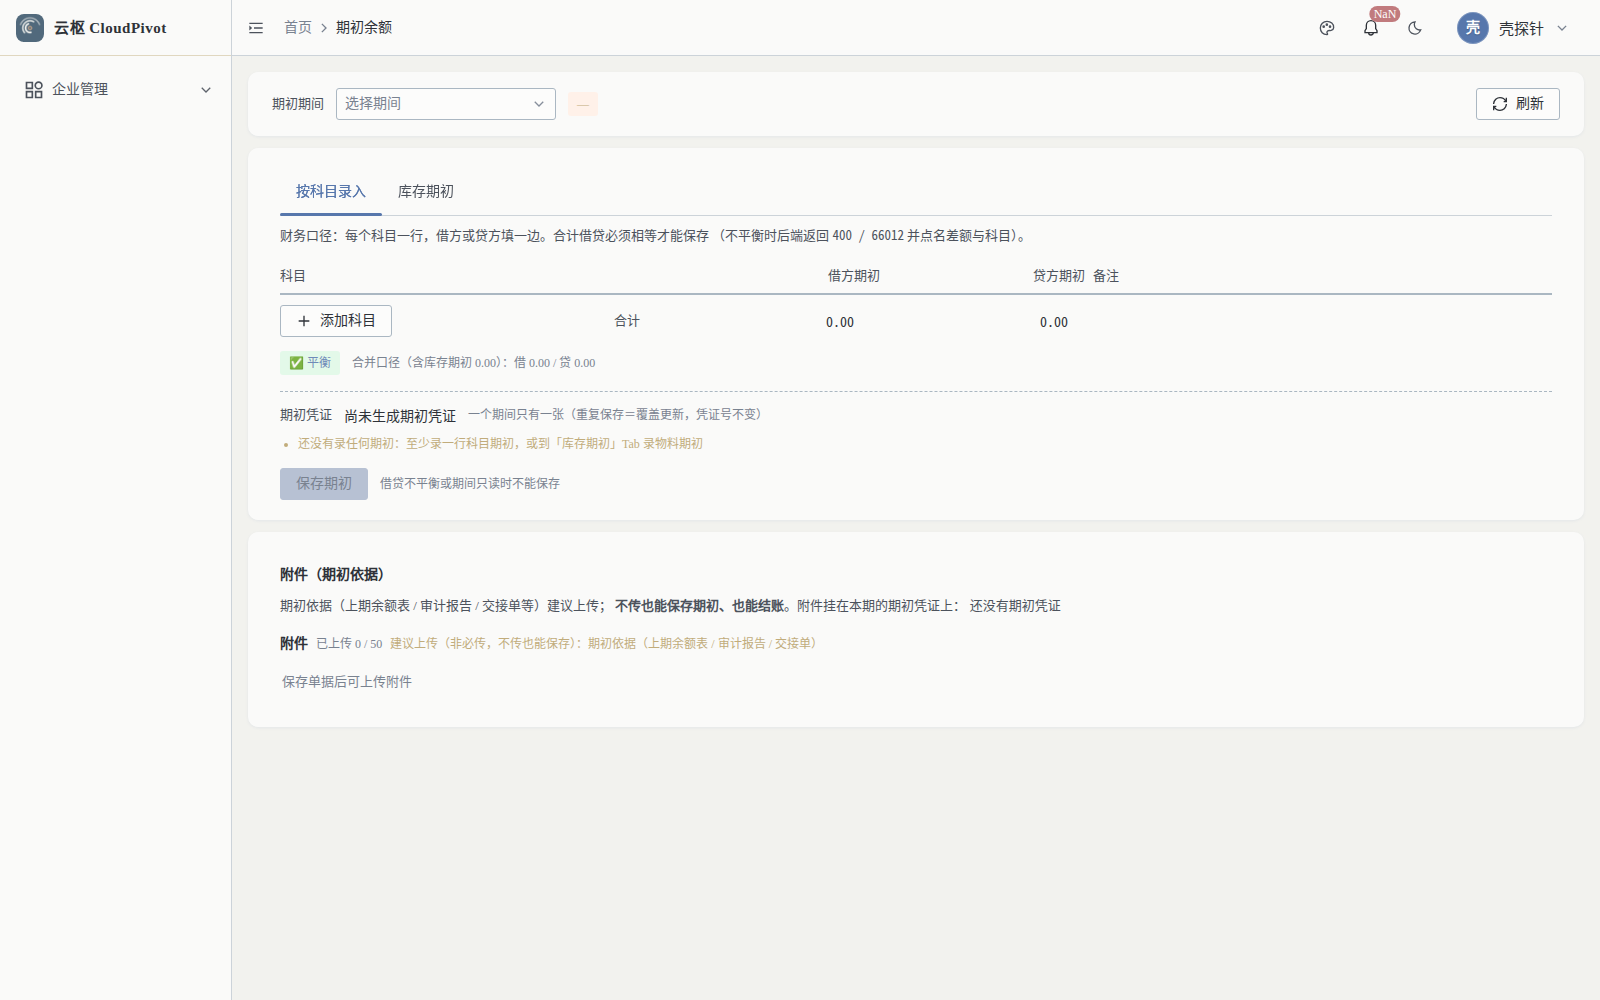 云枢 CloudPivot
首页 > 期初余额
NaN
壳 壳探针
企业管理
期初期间 选择期间 — 刷新
按科目录入 库存期初
财务口径：每个科目一行，借方或贷方填一边。合计借贷必须相等才能保存 （不平衡时后端返回 400 / 66012 并点名差额与科目）。
科目 借方期初 贷方期初 备注
添加科目 合计 0.00 0.00
✅ 平衡 合并口径（含库存期初 0.00）：借 0.00 / 贷 0.00
期初凭证 尚未生成期初凭证 一个期间只有一张（重复保存＝覆盖更新，凭证号不变）
• 还没有录任何期初：至少录一行科目期初，或到「库存期初」Tab 录物料期初
保存期初 借贷不平衡或期间只读时不能保存
附件（期初依据）
期初依据（上期余额表 / 审计报告 / 交接单等）建议上传； 不传也能保存期初、也能结账。附件挂在本期的期初凭证上： 还没有期初凭证
附件 已上传 0 / 50 建议上传（非必传，不传也能保存）：期初依据（上期余额表 / 审计报告 / 交接单）
保存单据后可上传附件